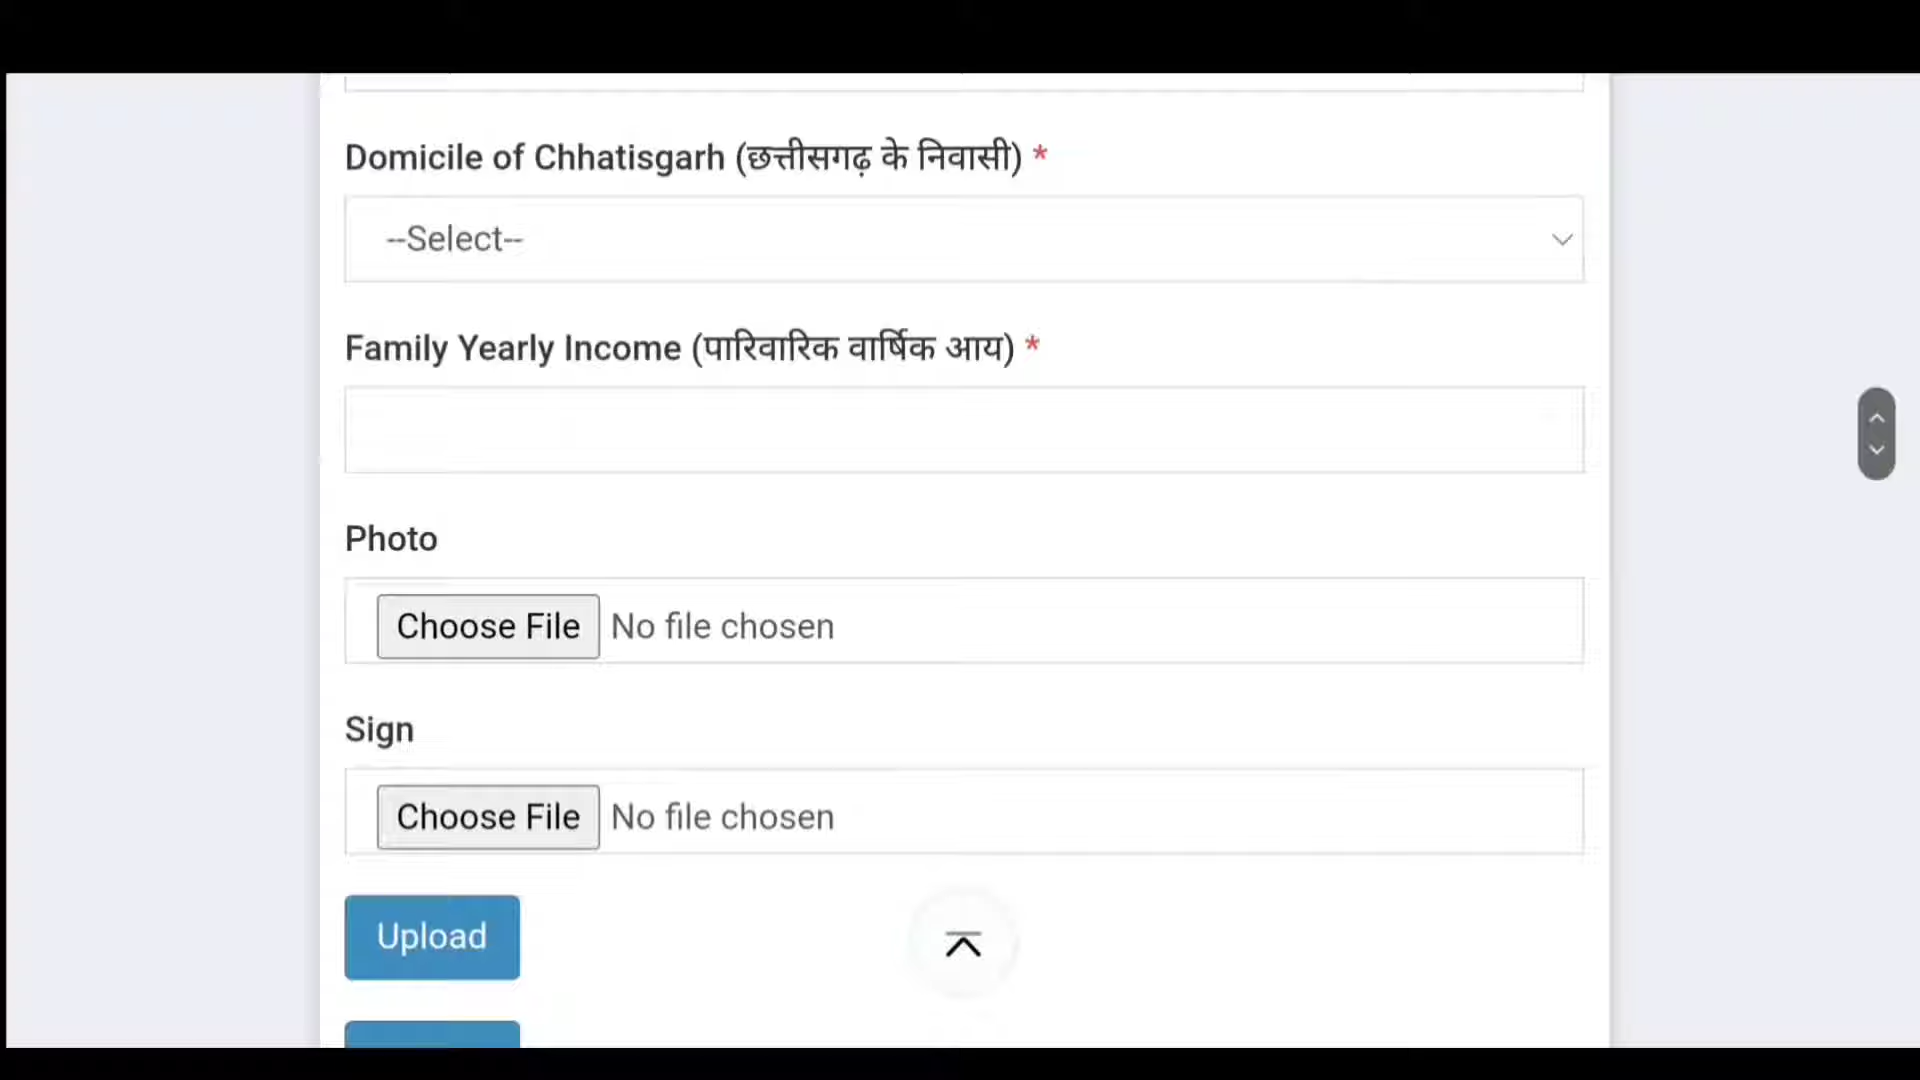 Domicile of Chhatisgarh (छत्तीसगढ़ के निवासी) *
--Select--
Family Yearly Income (पारिवारिक वार्षिक आय) *
Photo
Choose File No file chosen
Sign
Choose File No file chosen
Upload